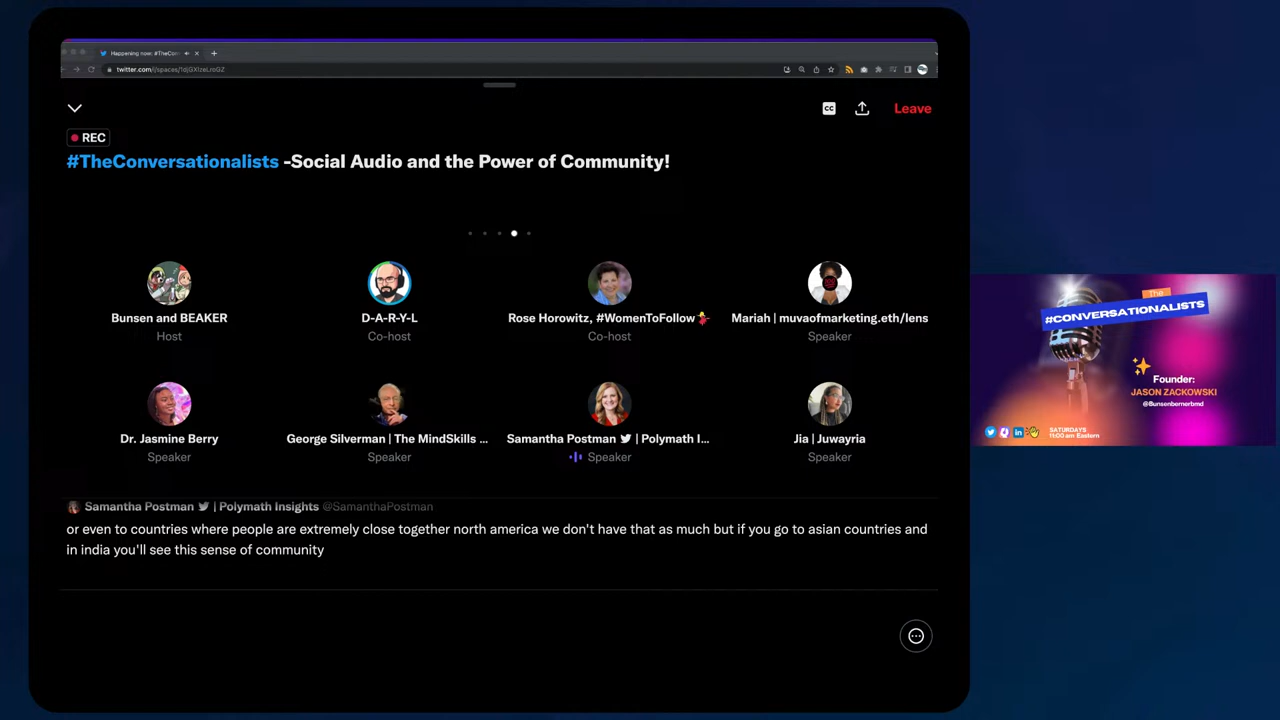 Happening now: #TheCon
twitter.com/i/spaces/1djGXlzeLroGZ
CC
Leave
REC
#TheConversationalists -Social Audio and the Power of Community!
Bunsen and BEAKER
Host
D-A-R-Y-L
Co-host
Rose Horowitz, #WomenToFollow
Co-host
Mariah | muvaofmarketing.eth/lens
Speaker
Dr. Jasmine Berry
Speaker
George Silverman | The MindSkills ...
Speaker
Samantha Postman | Polymath I...
Speaker
Jia | Juwayria
Speaker
Samantha Postman | Polymath Insights @SamanthaPostman
or even to countries where people are extremely close together north america we don't have that as much but if you go to asian countries and
in india you'll see this sense of community
The
#CONVERSATIONALISTS
Founder:
JASON ZACKOWSKI
@Bunsenbernerbmd
SATURDAYS
11:00 am Eastern